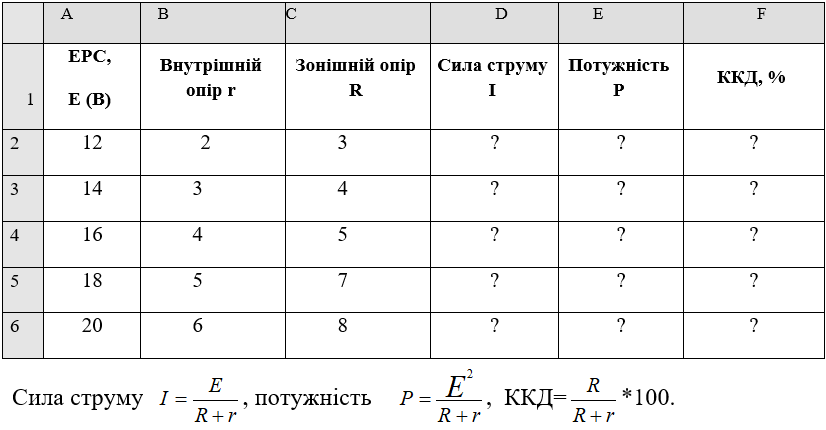 A B C D E F
1 ЕРС, Е (В) Внутрішній опір r Зонішній опір R Сила струму I Потужність P ККД, %
2 12 2 3 ? ? ?
3 14 3 4 ? ? ?
4 16 4 5 ? ? ?
5 18 5 7 ? ? ?
6 20 6 8 ? ? ?
Сила струму I = E / (R + r), потужність P = E² / (R + r), ККД= R / (R + r) *100.